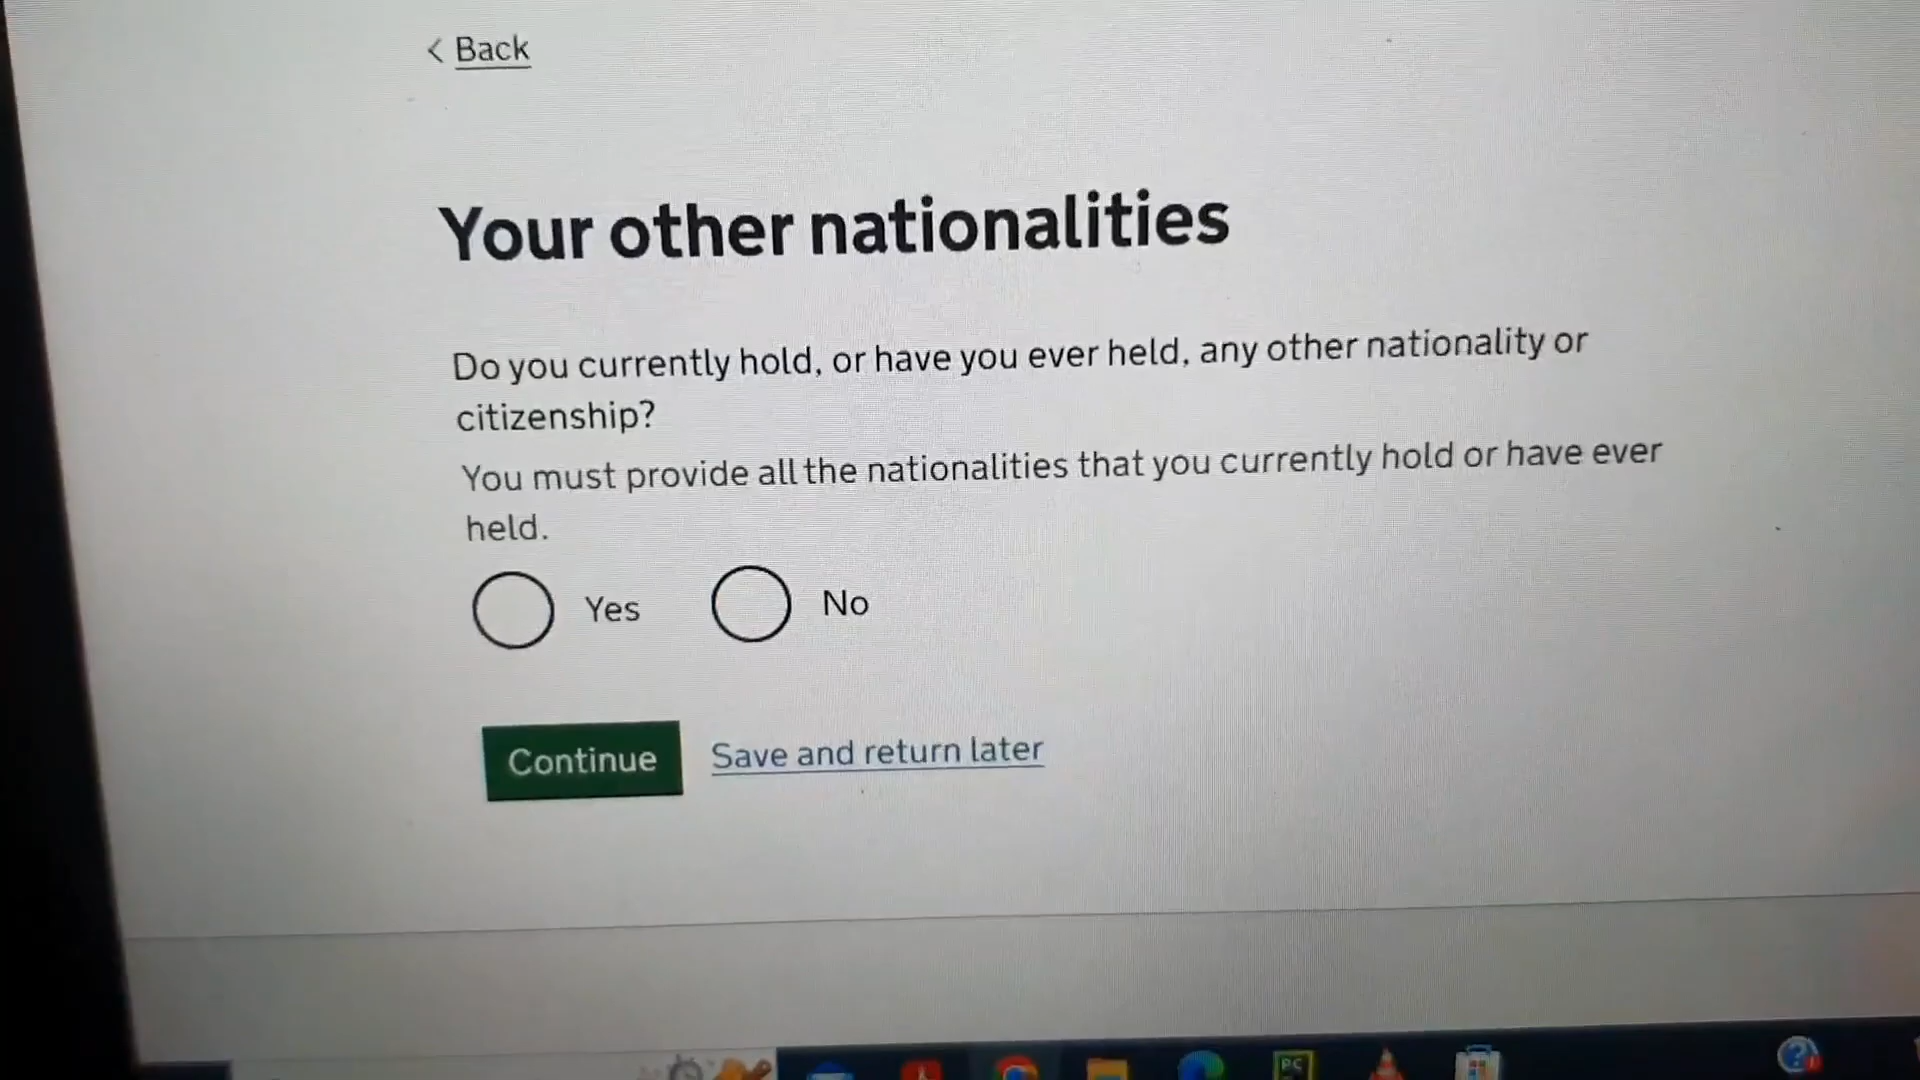 Back
Your other nationalities
Do you currently hold, or have you ever held, any other nationality or
citizenship?
You must provide all the nationalities that you currently hold or have ever
held.
Yes No
Continue Save and return later
PC